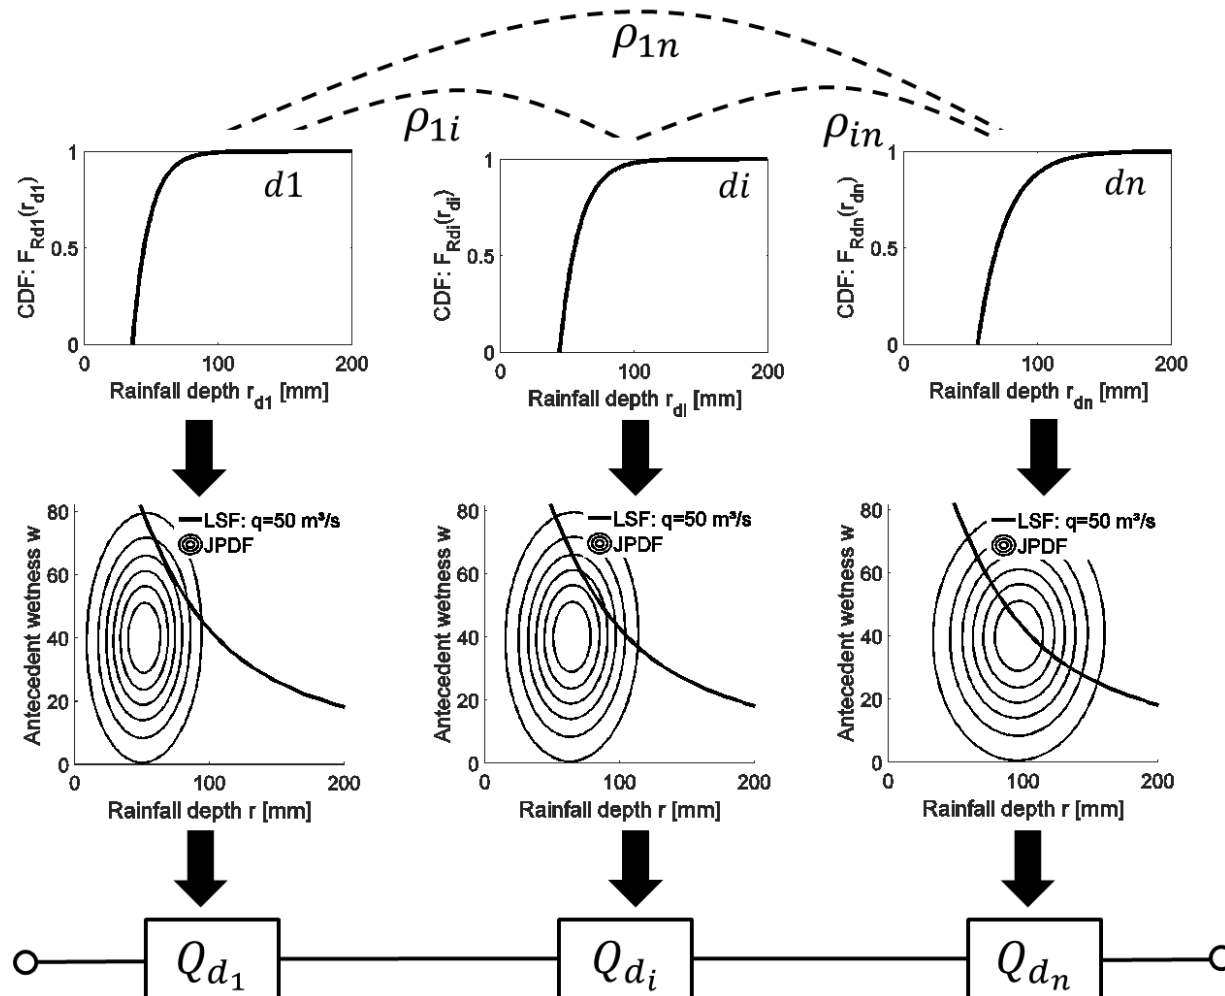 ρ1n
ρ1i
ρin
CDF: FRd1(rd1)
1
0.5
0
d1
0
100
200
Rainfall depth rd1 [mm]
CDF: FRdi(rdi)
1
0.5
0
di
0
100
200
Rainfall depth rdi [mm]
CDF: FRdn(rdn)
1
0.5
0
dn
0
100
200
Rainfall depth rdn [mm]
Antecedent wetness w
80
60
40
20
0
LSF: q=50 m³/s
JPDF
0
100
200
Rainfall depth r [mm]
Antecedent wetness w
80
60
40
20
0
LSF: q=50 m³/s
JPDF
0
100
200
Rainfall depth r [mm]
Antecedent wetness w
80
60
40
20
0
LSF: q=50 m³/s
JPDF
0
100
200
Rainfall depth r [mm]
Qd1
Qdi
Qdn